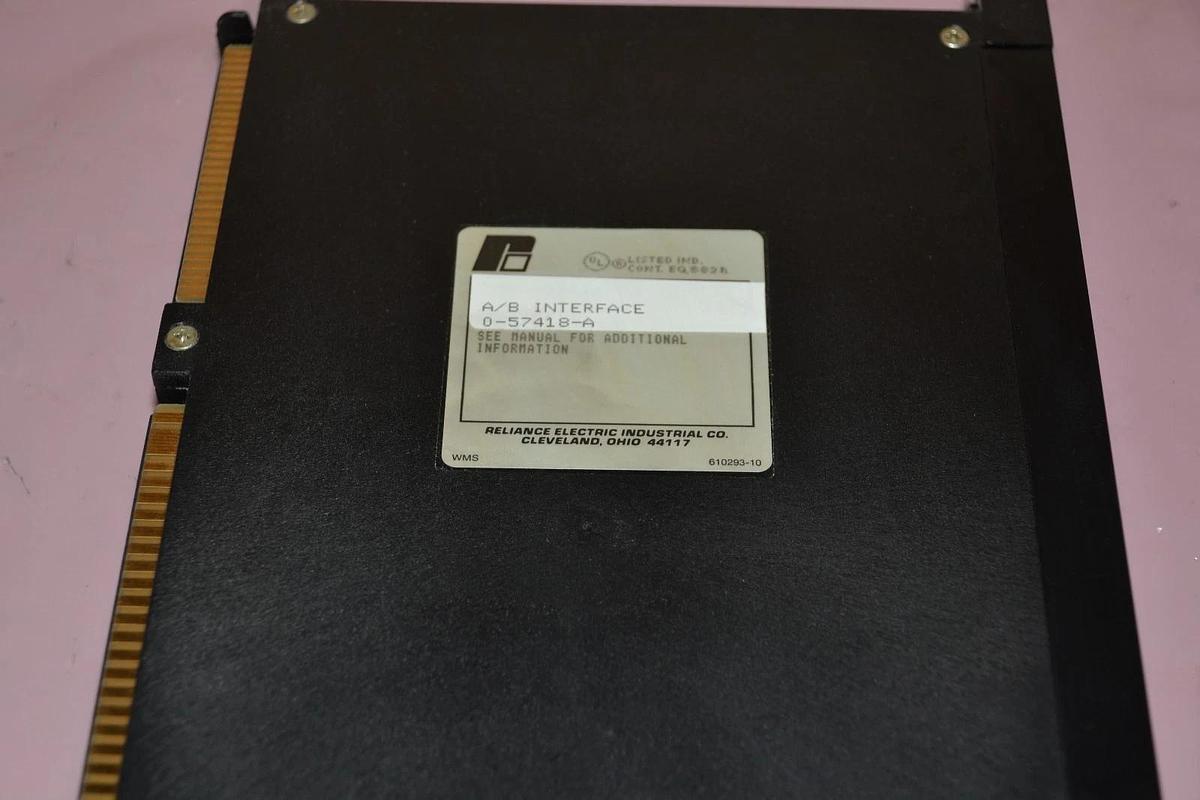 UL ® LISTED IND.
CONT. EQ.
A/B INTERFACE
0-57418-A
SEE MANUAL FOR ADDITIONAL
INFORMATION
RELIANCE ELECTRIC INDUSTRIAL CO.
CLEVELAND, OHIO 44117
WMS
610293-10